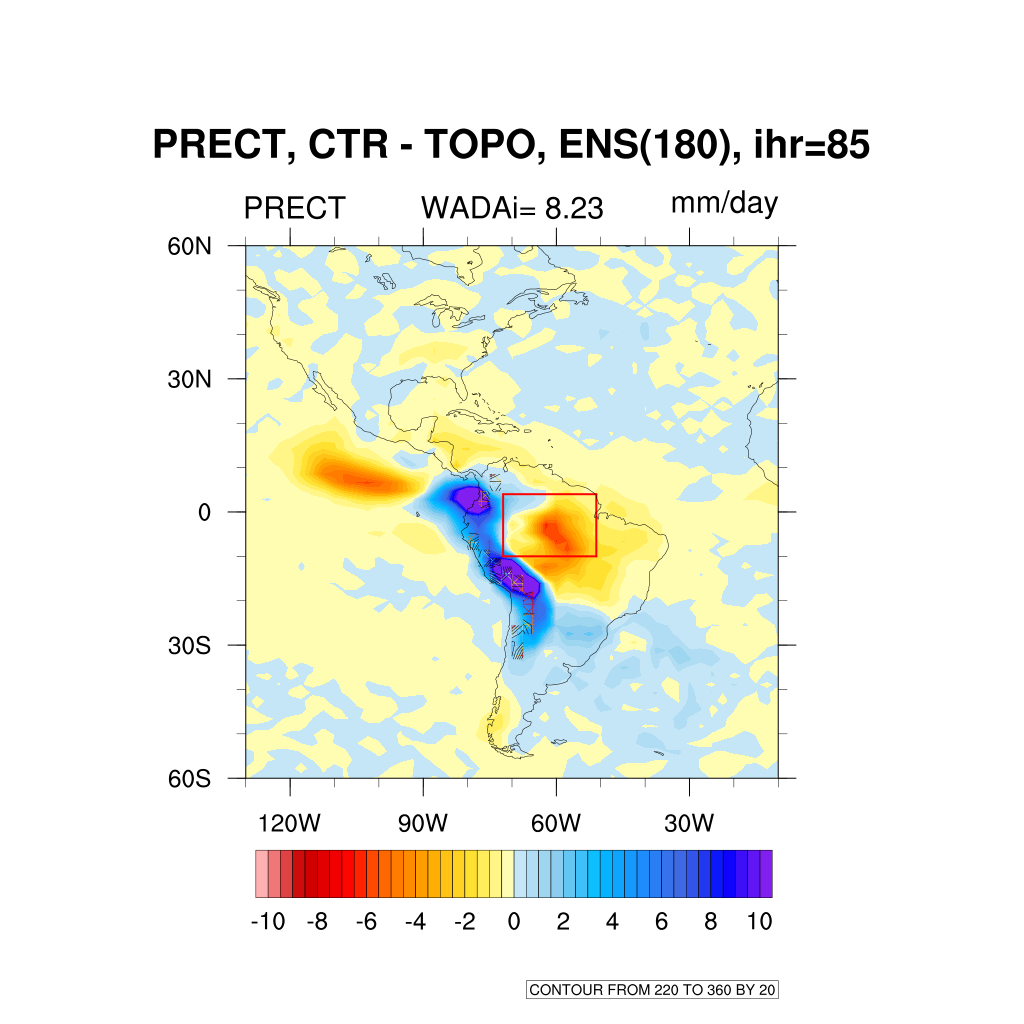 PRECT, CTR - TOPO, ENS(180), ihr=85
PRECT WADAi= 8.23 mm/day
60N
30N
0
30S
60S
120W 90W 60W 30W
-10 -8 -6 -4 -2 0 2 4 6 8 10
CONTOUR FROM 220 TO 360 BY 20